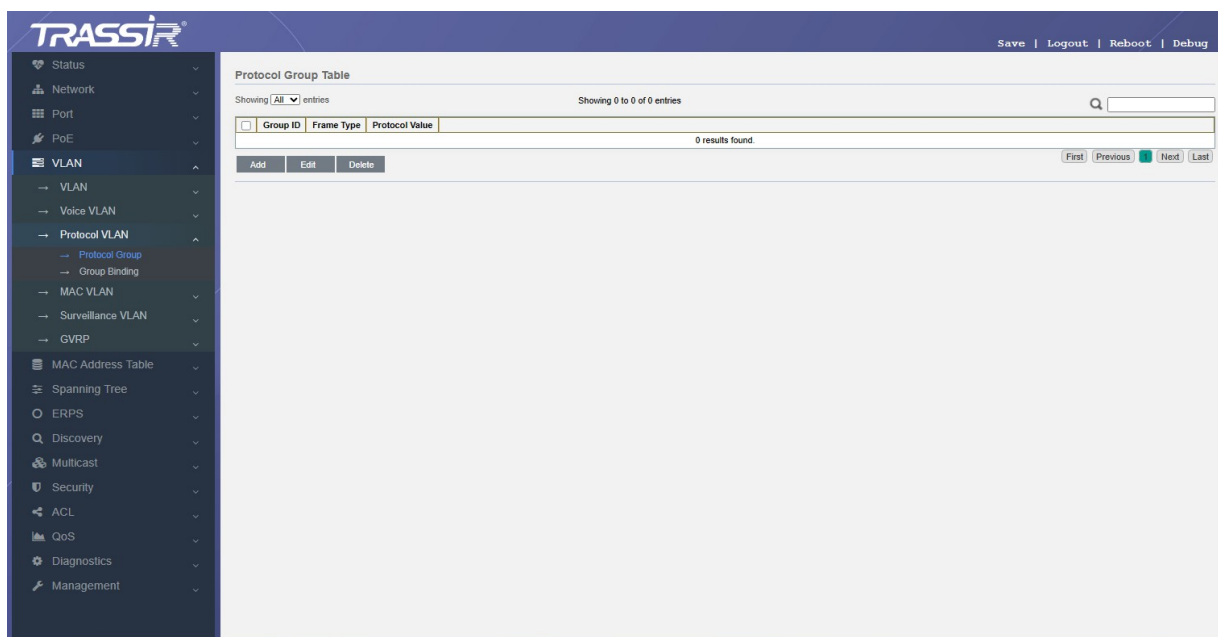 TRASSIR
Save | Logout | Reboot | Debug
Status
Network
Port
PoE
VLAN
→ VLAN
→ Voice VLAN
→ Protocol VLAN
→ Protocol Group
→ Group Binding
→ MAC VLAN
→ Surveillance VLAN
→ GVRP
MAC Address Table
Spanning Tree
ERPS
Discovery
Multicast
Security
ACL
QoS
Diagnostics
Management
Protocol Group Table
Showing All entries
Showing 0 to 0 of 0 entries
Group ID Frame Type Protocol Value
0 results found.
Add Edit Delete
First Previous 1 Next Last